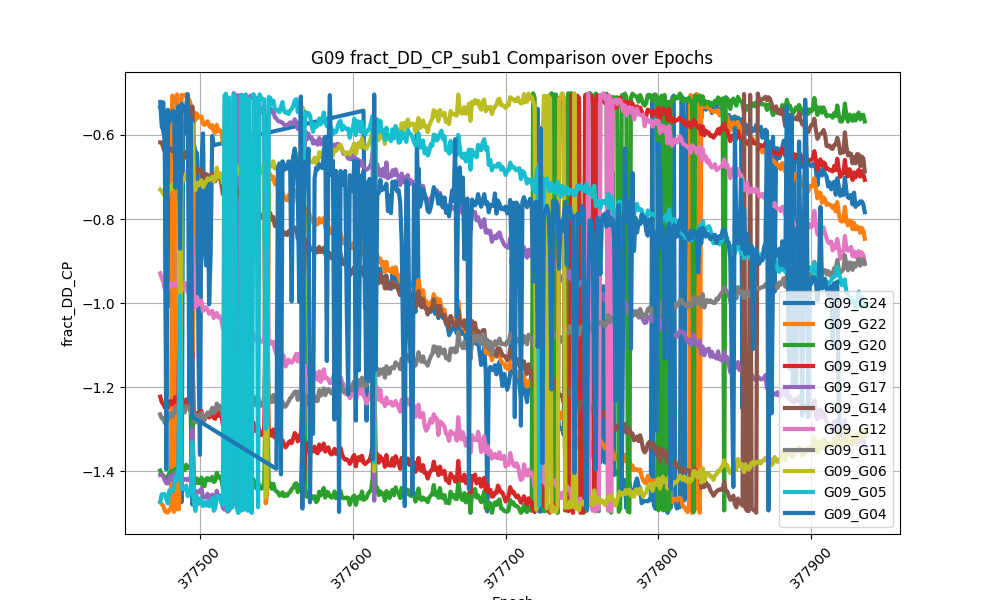 G09 fract_DD_CP_sub1 Comparison over Epochs
fract_DD_CP
−0.6
−0.8
−1.0
−1.2
−1.4
377500
377600
377700
377800
377900
Epoch
G09_G24
G09_G22
G09_G20
G09_G19
G09_G17
G09_G14
G09_G12
G09_G11
G09_G06
G09_G05
G09_G04